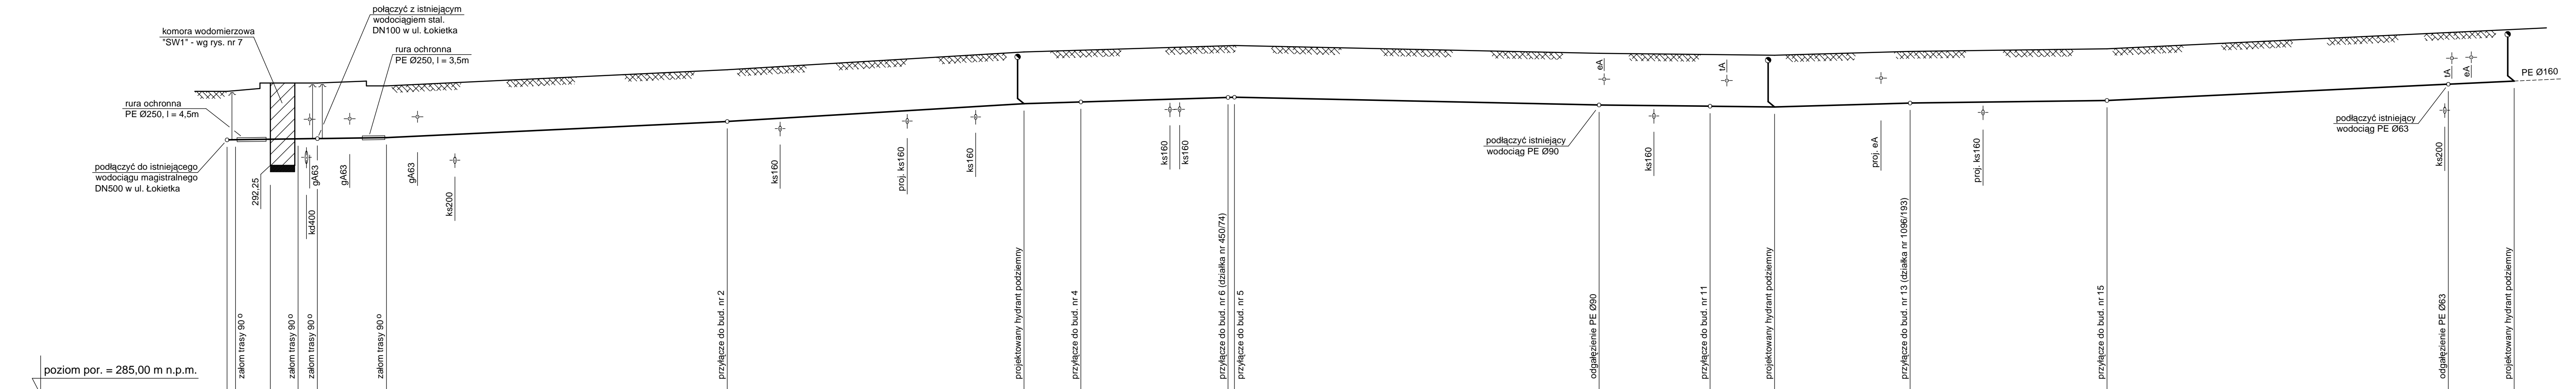 połączyć z istniejącym
wodociągiem stal.
DN100 w ul. Łokietka
komora wodomierzowa
"SW1" - wg rys. nr 7
rura ochronna
PE Ø250, l = 3,5m
rura ochronna
PE Ø250, l = 4,5m
podłączyć do istniejącego
wodociągu magistralnego
DN500 w ul. Łokietka
292,25
kd400
gA63
gA63
gA63
ks200
ks160
proj. ks160
ks160
ks160
ks160
eA
podłączyć istniejący
wodociąg PE Ø90
ks160
tA
proj. eA
proj. ks160
podłączyć istniejący
wodociąg PE Ø63
ks200
tA
eA
PE Ø160
załom trasy 90°
załom trasy 90°
załom trasy 90°
załom trasy 90°
przyłącze do bud. nr 2
projektowany hydrant podziemny
przyłącze do bud. nr 4
przyłącze do bud. nr 6 (działka nr 450/74)
przyłącze do bud. nr 5
odgałęzienie PE Ø90
przyłącze do bud. nr 11
projektowany hydrant podziemny
przyłącze do bud. nr 13 (działka nr 1096/193)
przyłącze do bud. nr 15
odgałęzienie PE Ø63
projektowany hydrant podziemny
poziom por. = 285,00 m n.p.m.